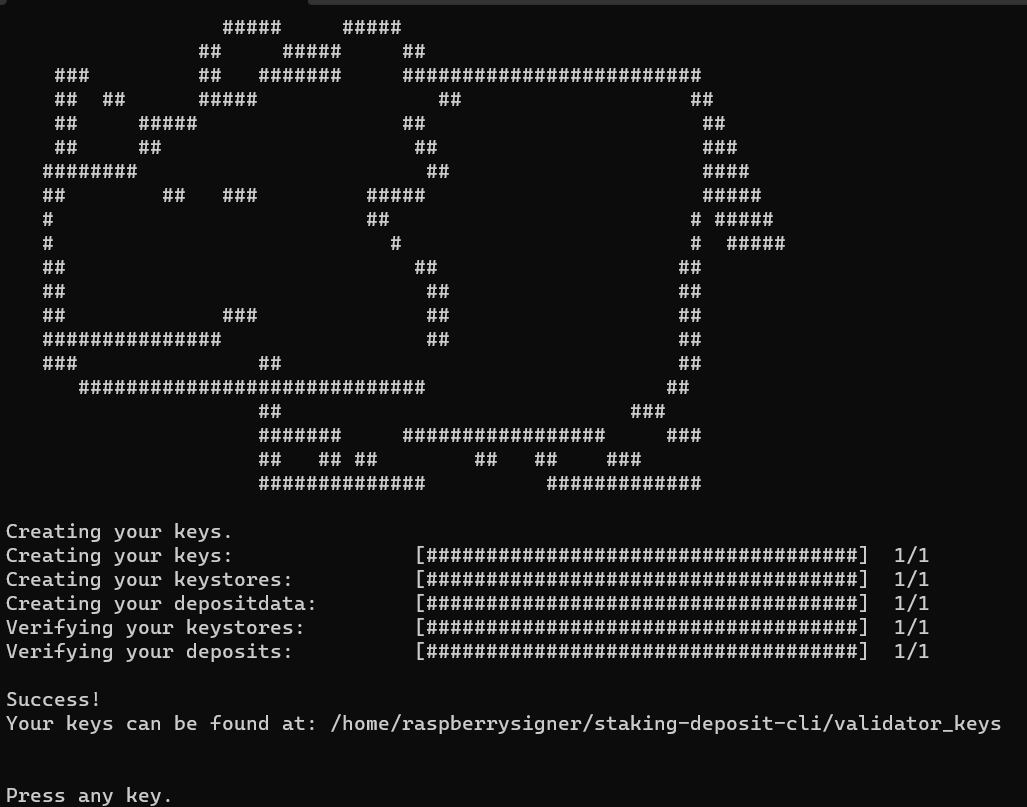 Creating your keys.
Creating your keys: [####################################] 1/1
Creating your keystores: [####################################] 1/1
Creating your depositdata: [####################################] 1/1
Verifying your keystores: [####################################] 1/1
Verifying your deposits: [####################################] 1/1
Success!
Your keys can be found at: /home/raspberrysigner/staking-deposit-cli/validator_keys
Press any key.